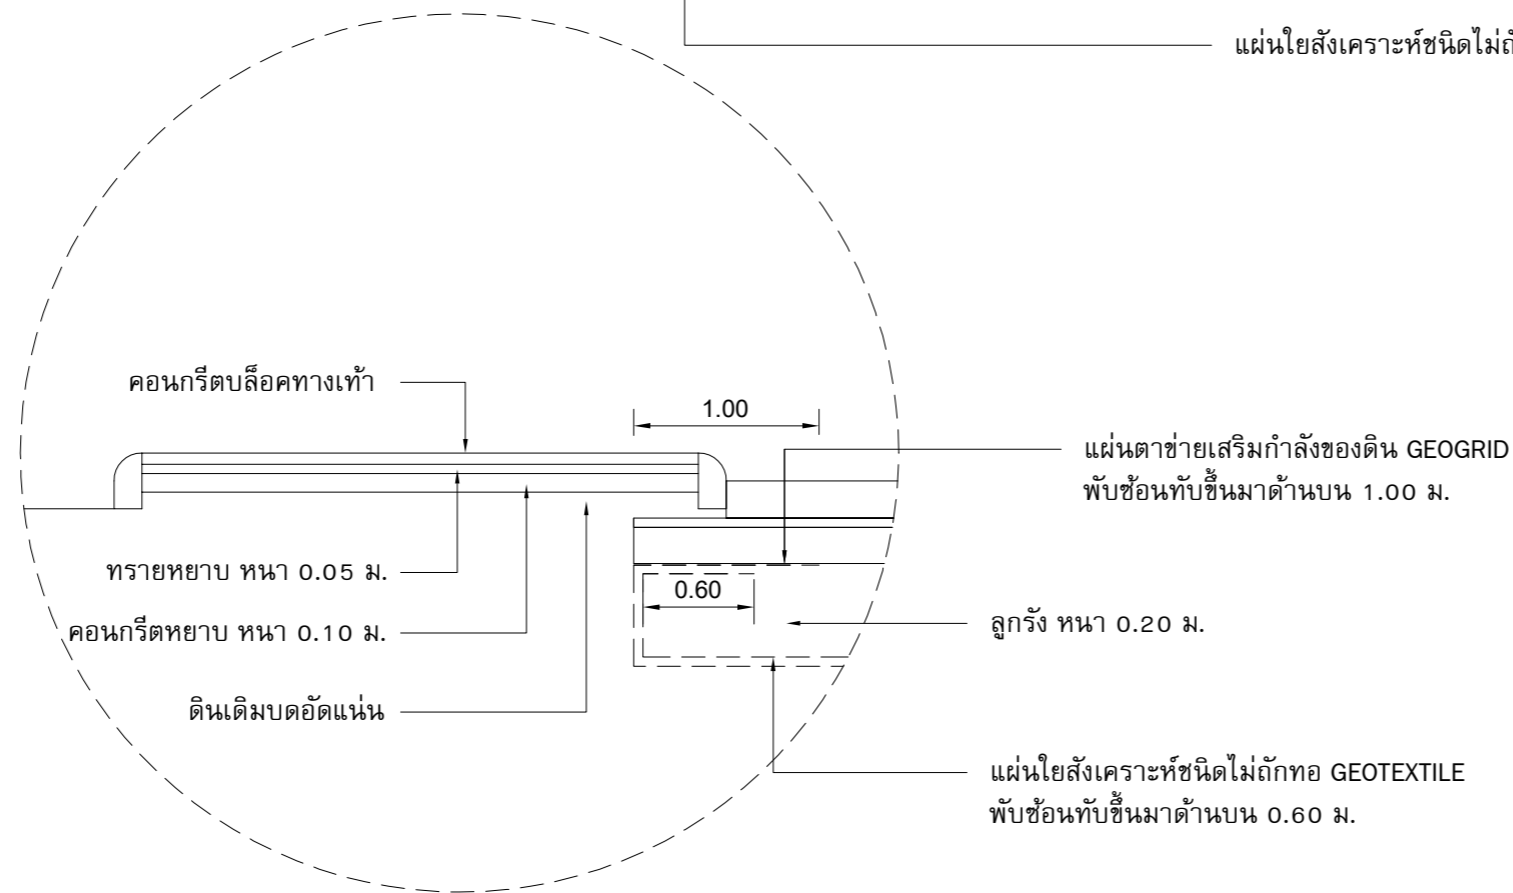 แผ่นใยสังเคราะห์ชนิดไม่
คอนกรีตบล็อคทางเท้า
1.00
แผ่นตาข่ายเสริมกำลังของดิน GEOGRID
พับซ้อนทับขึ้นมาด้านบน 1.00 ม.
ทรายหยาบ หนา 0.05 ม.
0.60
ลูกรัง หนา 0.20 ม.
คอนกรีตหยาบ หนา 0.10 ม.
ดินเดิมบดอัดแน่น
แผ่นใยสังเคราะห์ชนิดไม่ถักทอ GEOTEXTILE
พับซ้อนทับขึ้นมาด้านบน 0.60 ม.